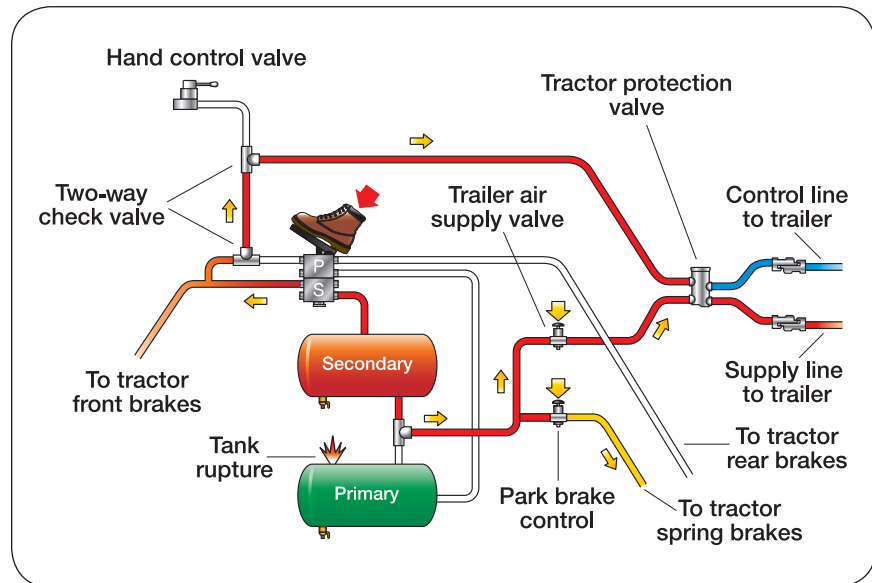 Hand control valve
Tractor protection
valve
Two-way
check valve
Trailer air
supply valve
Control line
to trailer
P
S
Secondary
To tractor
front brakes
Supply line
to trailer
Tank
rupture
Primary
Park brake
control
To tractor
rear brakes
To tractor
spring brakes